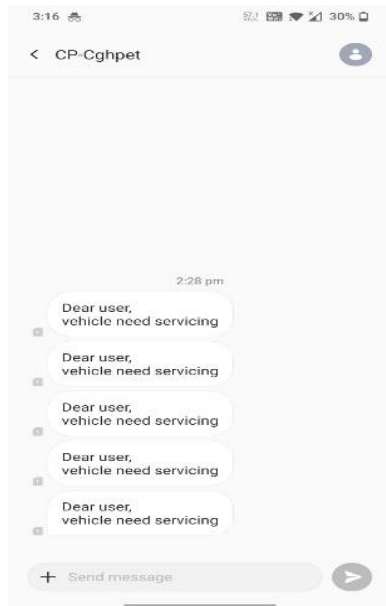 3:16 30%
CP-Cghpet
2:28 pm
Dear user,
vehicle need servicing
Dear user,
vehicle need servicing
Dear user,
vehicle need servicing
Dear user,
vehicle need servicing
Dear user,
vehicle need servicing
Send message